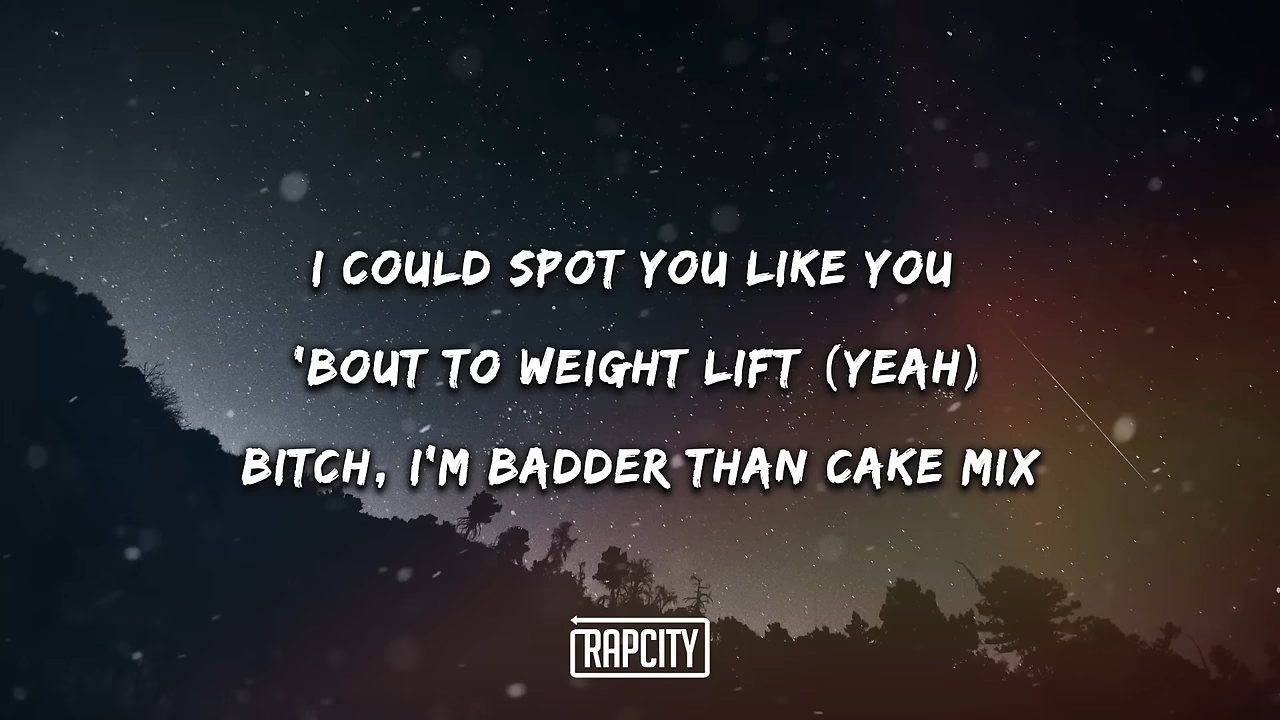 I COULD SPOT YOU LIKE YOU
'BOUT TO WEIGHT LIFT (YEAH)
BITCH, I'M BADDER THAN CAKE MIX
RAPCITY